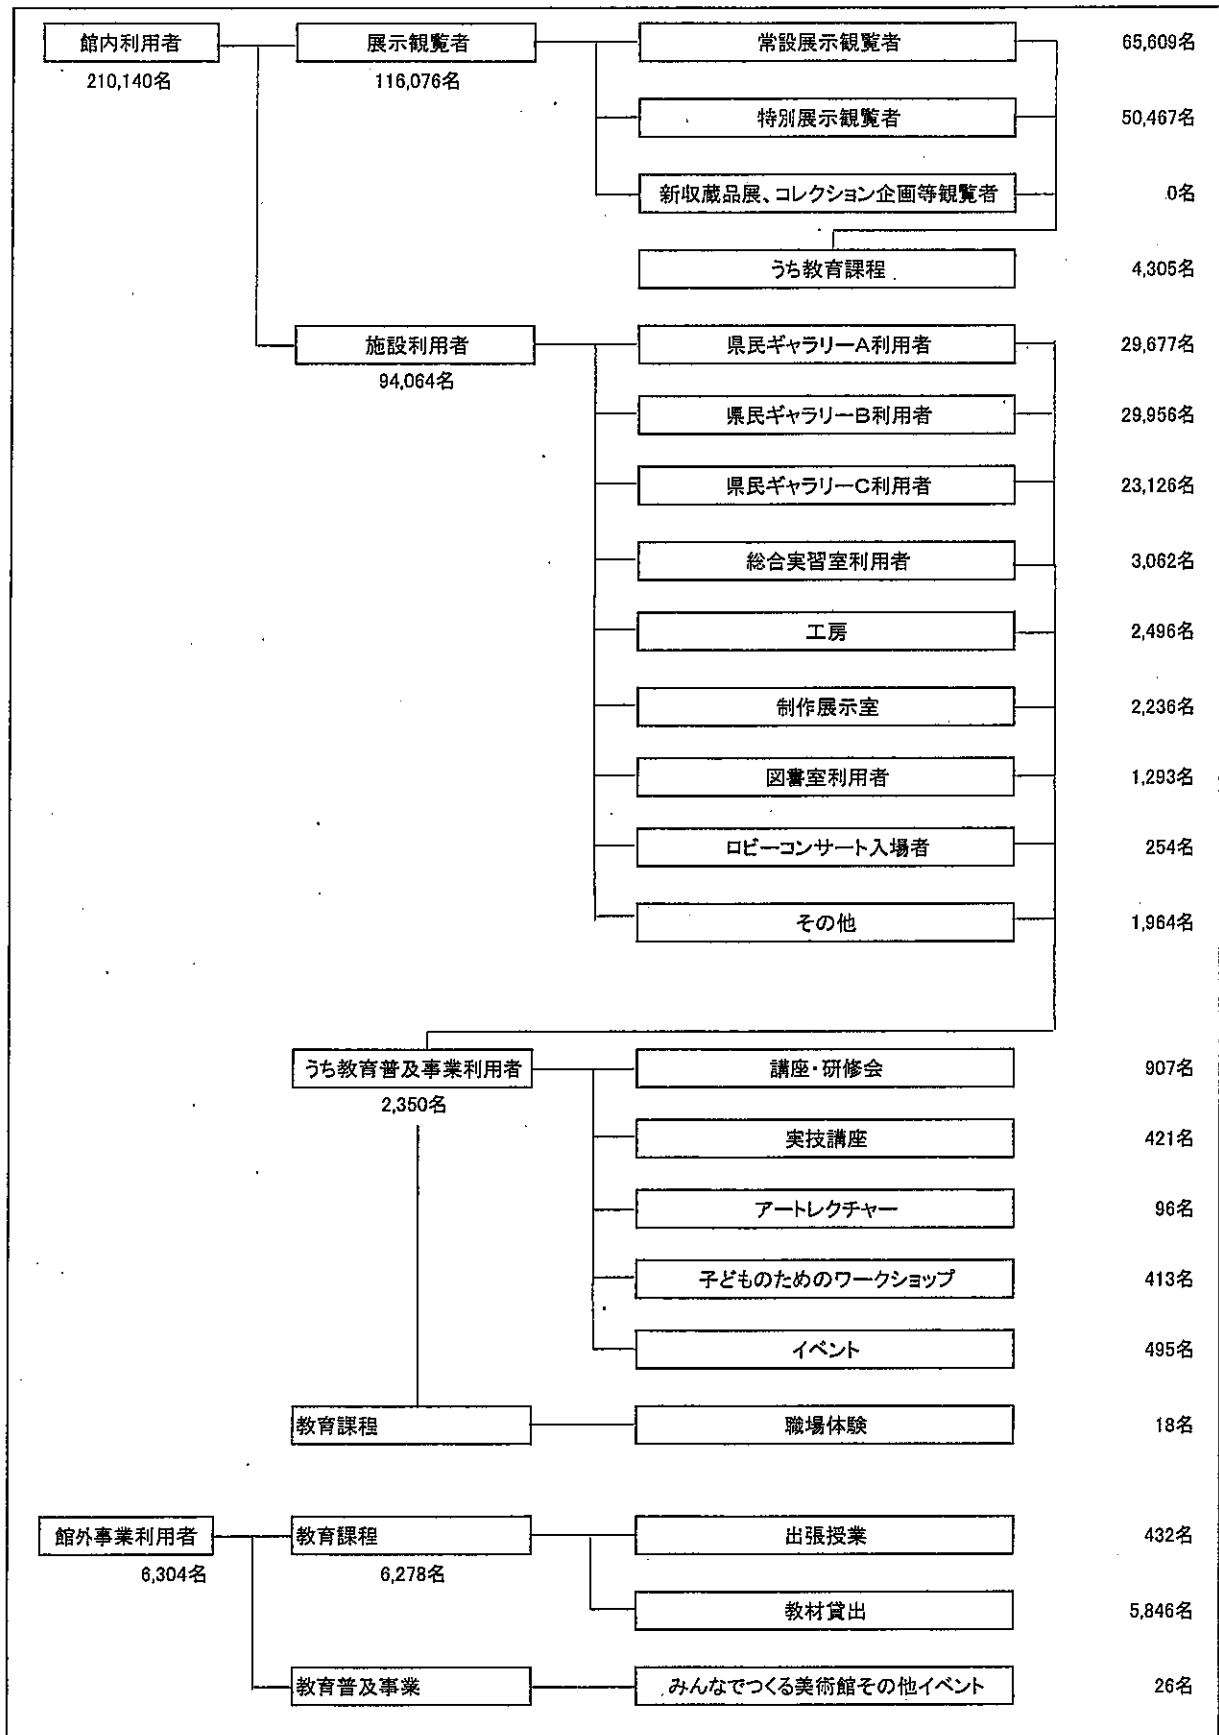 館内利用者 展示観覧者 常設展示観覧者 65,609名
210,140名 116,076名
特別展示観覧者 50,467名
新収蔵品展、コレクション企画等観覧者 0名
うち教育課程 4,305名
施設利用者 県民ギャラリーA利用者 29,677名
94,064名
県民ギャラリーB利用者 29,956名
県民ギャラリーC利用者 23,126名
総合実習室利用者 3,062名
工房 2,496名
制作展示室 2,236名
図書室利用者 1,293名
ロビーコンサート入場者 254名
その他 1,964名
うち教育普及事業利用者 講座・研修会 907名
2,350名
実技講座 421名
アートレクチャー 96名
子どものためのワークショップ 413名
イベント 495名
教育課程 職場体験 18名
館外事業利用者 教育課程 出張授業 432名
6,304名 6,278名
教材貸出 5,846名
教育普及事業 みんなでつくる美術館その他イベント 26名